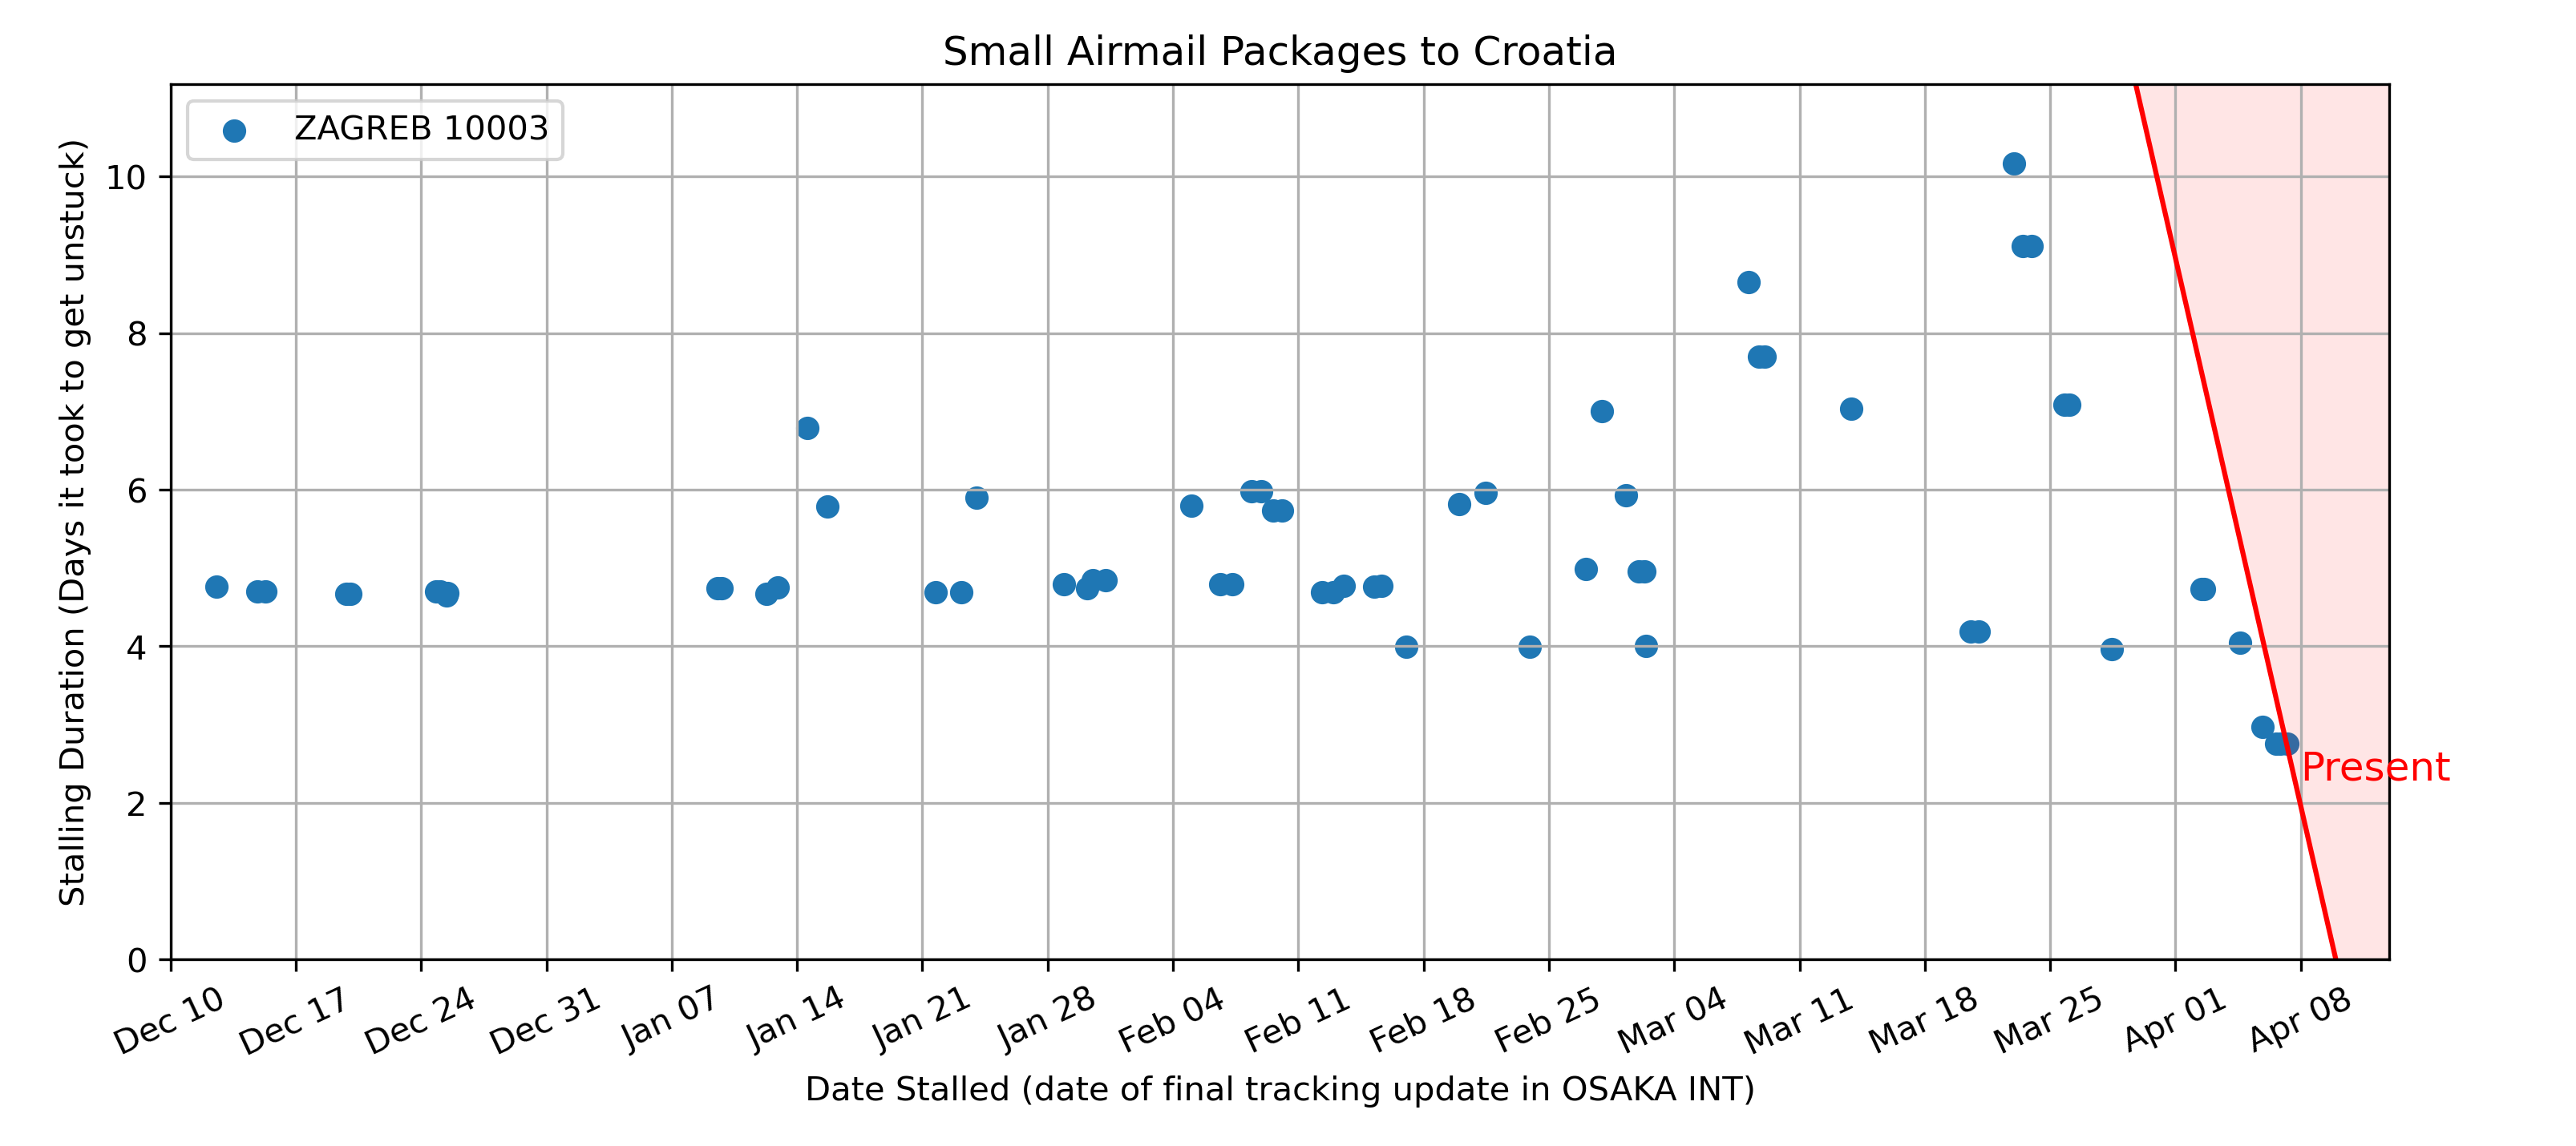 Small Airmail Packages to Croatia
ZAGREB 10003
Stalling Duration (Days it took to get unstuck)
10
8
6
4
2
0
Present
Dec 10
Dec 17
Dec 24
Dec 31
Jan 07
Jan 14
Jan 21
Jan 28
Feb 04
Feb 11
Feb 18
Feb 25
Mar 04
Mar 11
Mar 18
Mar 25
Apr 01
Apr 08
Date Stalled (date of final tracking update in OSAKA INT)